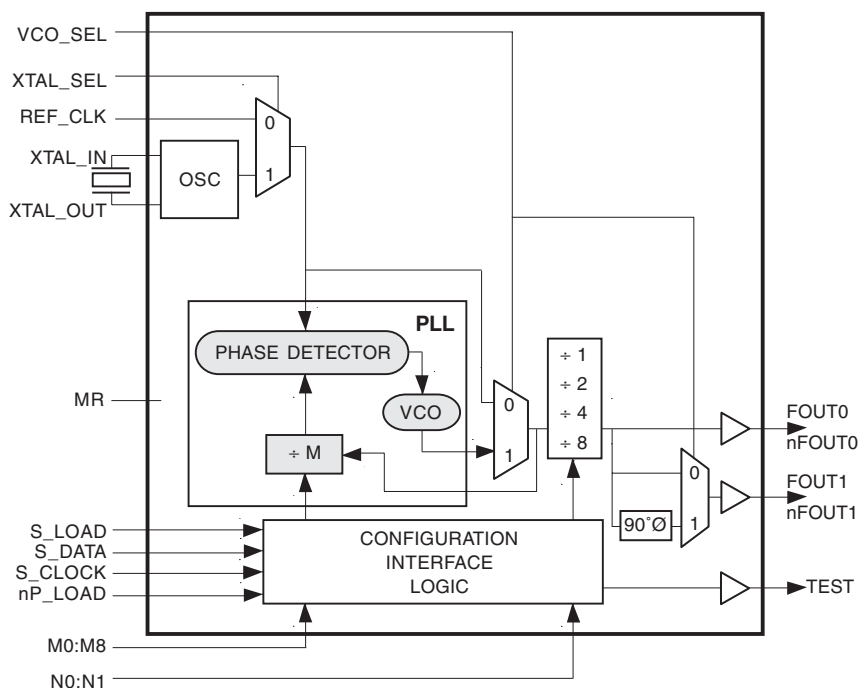 VCO_SEL
XTAL_SEL
REF_CLK
0
XTAL_IN
OSC
1
XTAL_OUT
PLL
PHASE DETECTOR
÷ 1
÷ 2
÷ 4
÷ 8
MR
VCO
0
1
÷ M
FOUT0
nFOUT0
0
1
90°Ø
FOUT1
nFOUT1
S_LOAD
S_DATA
S_CLOCK
nP_LOAD
CONFIGURATION
INTERFACE
LOGIC
TEST
M0:M8
N0:N1